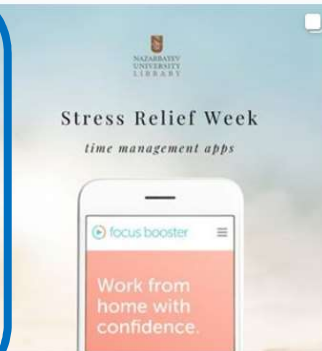 NAZARBAYEV
UNIVERSITY
LIBRARY
Stress Relief Week
time management apps
focus booster
Work from
home with
confidence.